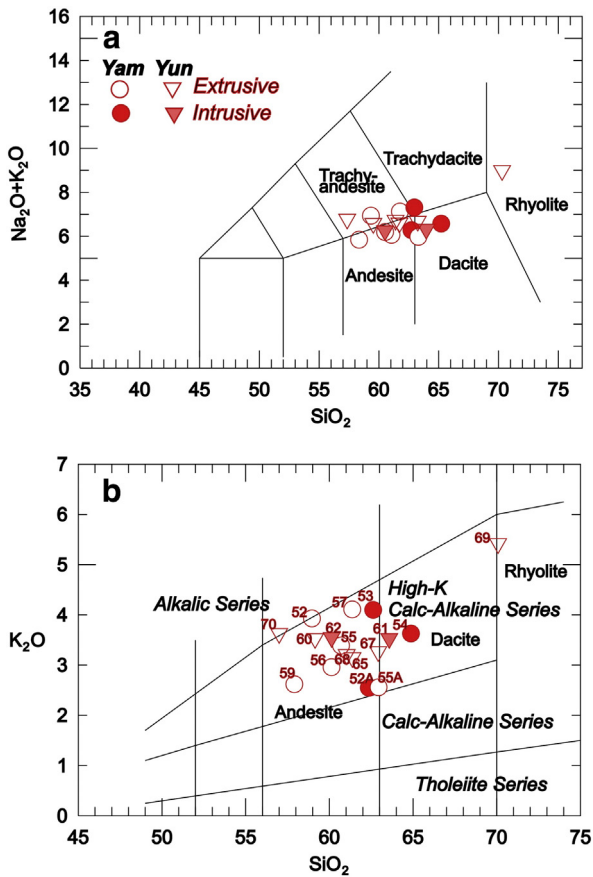 a
Yam Yun
Extrusive
Intrusive
16
14
12
10
8
6
4
2
0
Na2O+K2O
Trachydacite
Trachy-
andesite
Rhyolite
Dacite
Andesite
35 40 45 50 55 60 65 70 75
SiO2
b
7
6
5
4
3
2
1
0
K2O
69
Rhyolite
High-K
Calc-Alkaline Series
Alkalic Series
53
57
52
54
70
60
62
55
61
67
Dacite
56
68
65
59
52A
55A
Andesite
Calc-Alkaline Series
Tholeiite Series
45 50 55 60 65 70 75
SiO2